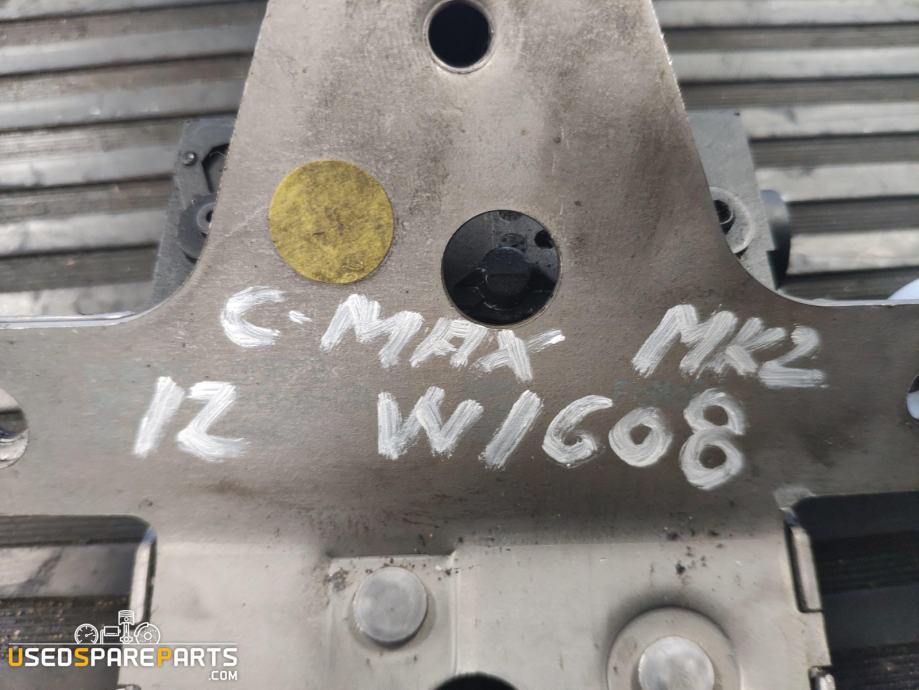 C-MAX MK2
12 W1608
USEDSPAREPARTS
.COM